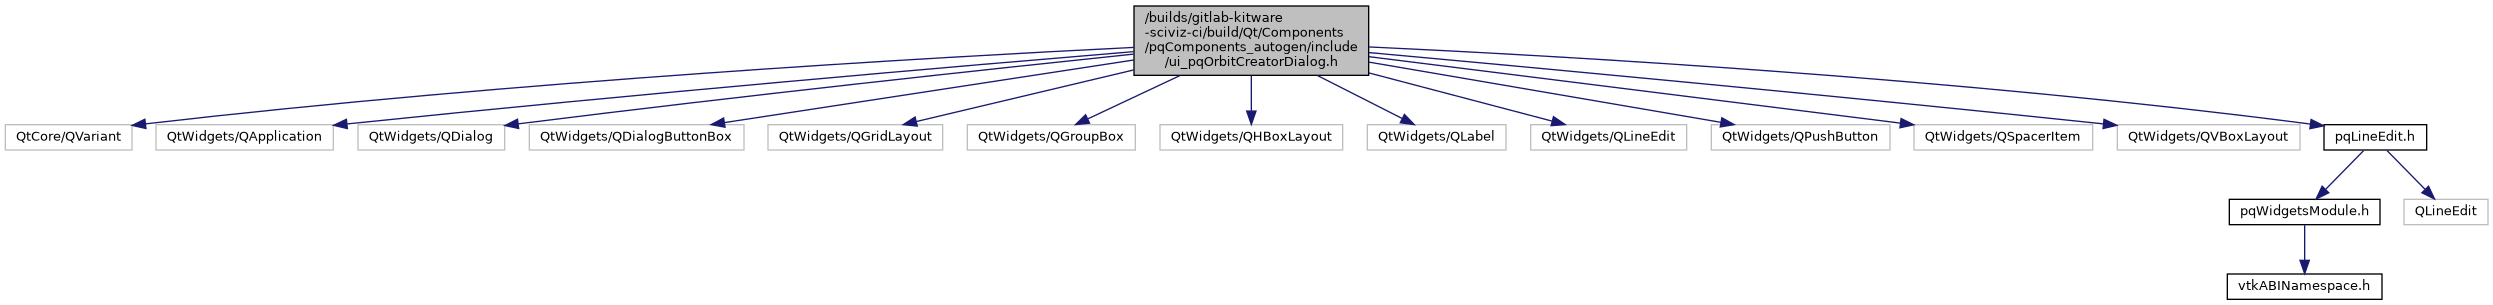 /builds/gitlab-kitware
-sciviz-ci/build/Qt/Components
/pqComponents_autogen/include
/ui_pqOrbitCreatorDialog.h
QtCore/QVariant
QtWidgets/QApplication
QtWidgets/QDialog
QtWidgets/QDialogButtonBox
QtWidgets/QGridLayout
QtWidgets/QGroupBox
QtWidgets/QHBoxLayout
QtWidgets/QLabel
QtWidgets/QLineEdit
QtWidgets/QPushButton
QtWidgets/QSpacerItem
QtWidgets/QVBoxLayout
pqLineEdit.h
pqWidgetsModule.h
QLineEdit
vtkABINamespace.h